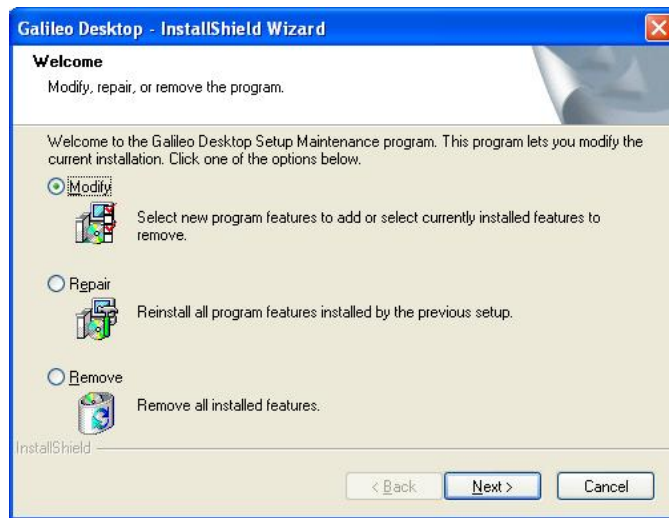 Galileo Desktop - InstallShield Wizard
Welcome
Modify, repair, or remove the program.
Welcome to the Galileo Desktop Setup Maintenance program. This program lets you modify the
current installation. Click one of the options below.
Modify
Select new program features to add or select currently installed features to
remove.
Repair
Reinstall all program features installed by the previous setup.
Remove
Remove all installed features.
InstallShield
< Back
Next >
Cancel